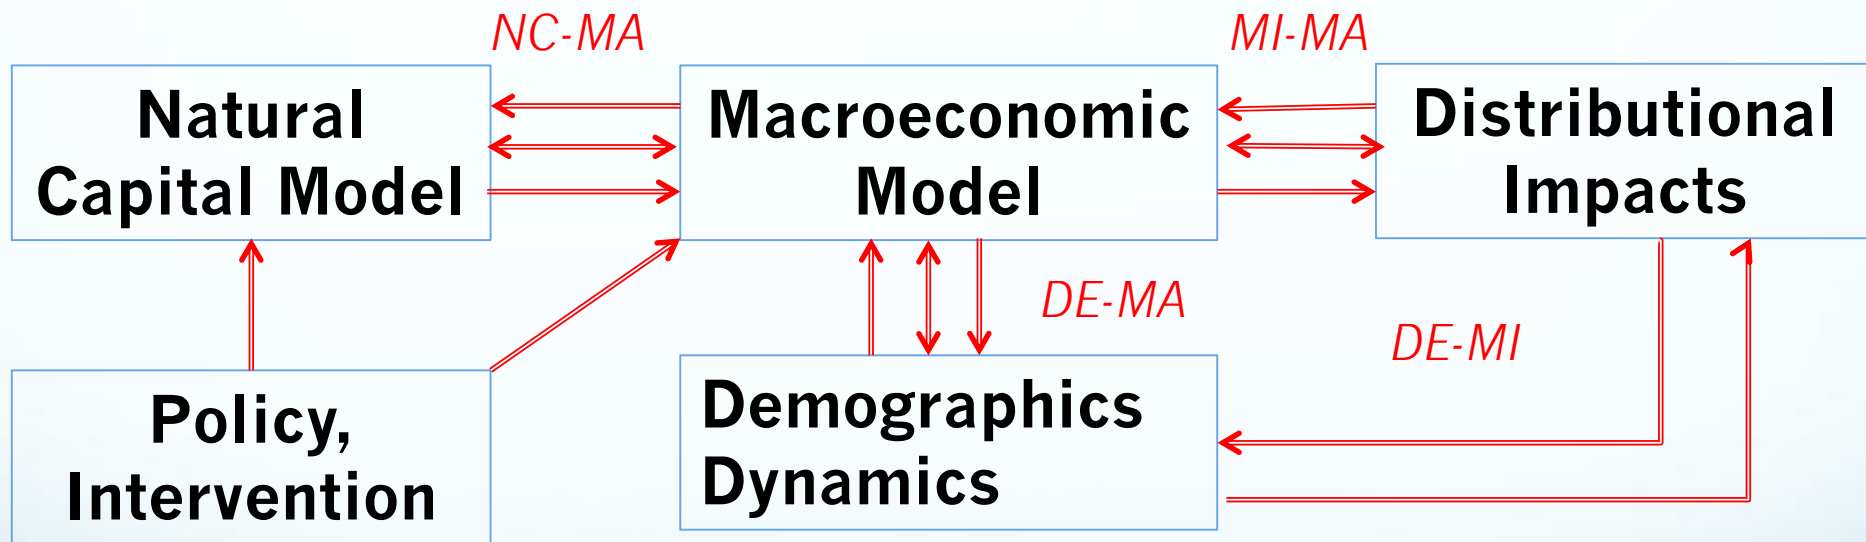 NC-MA
MI-MA
Natural
Capital Model
Macroeconomic
Model
Distributional
Impacts
DE-MA
DE-MI
Policy,
Intervention
Demographics
Dynamics